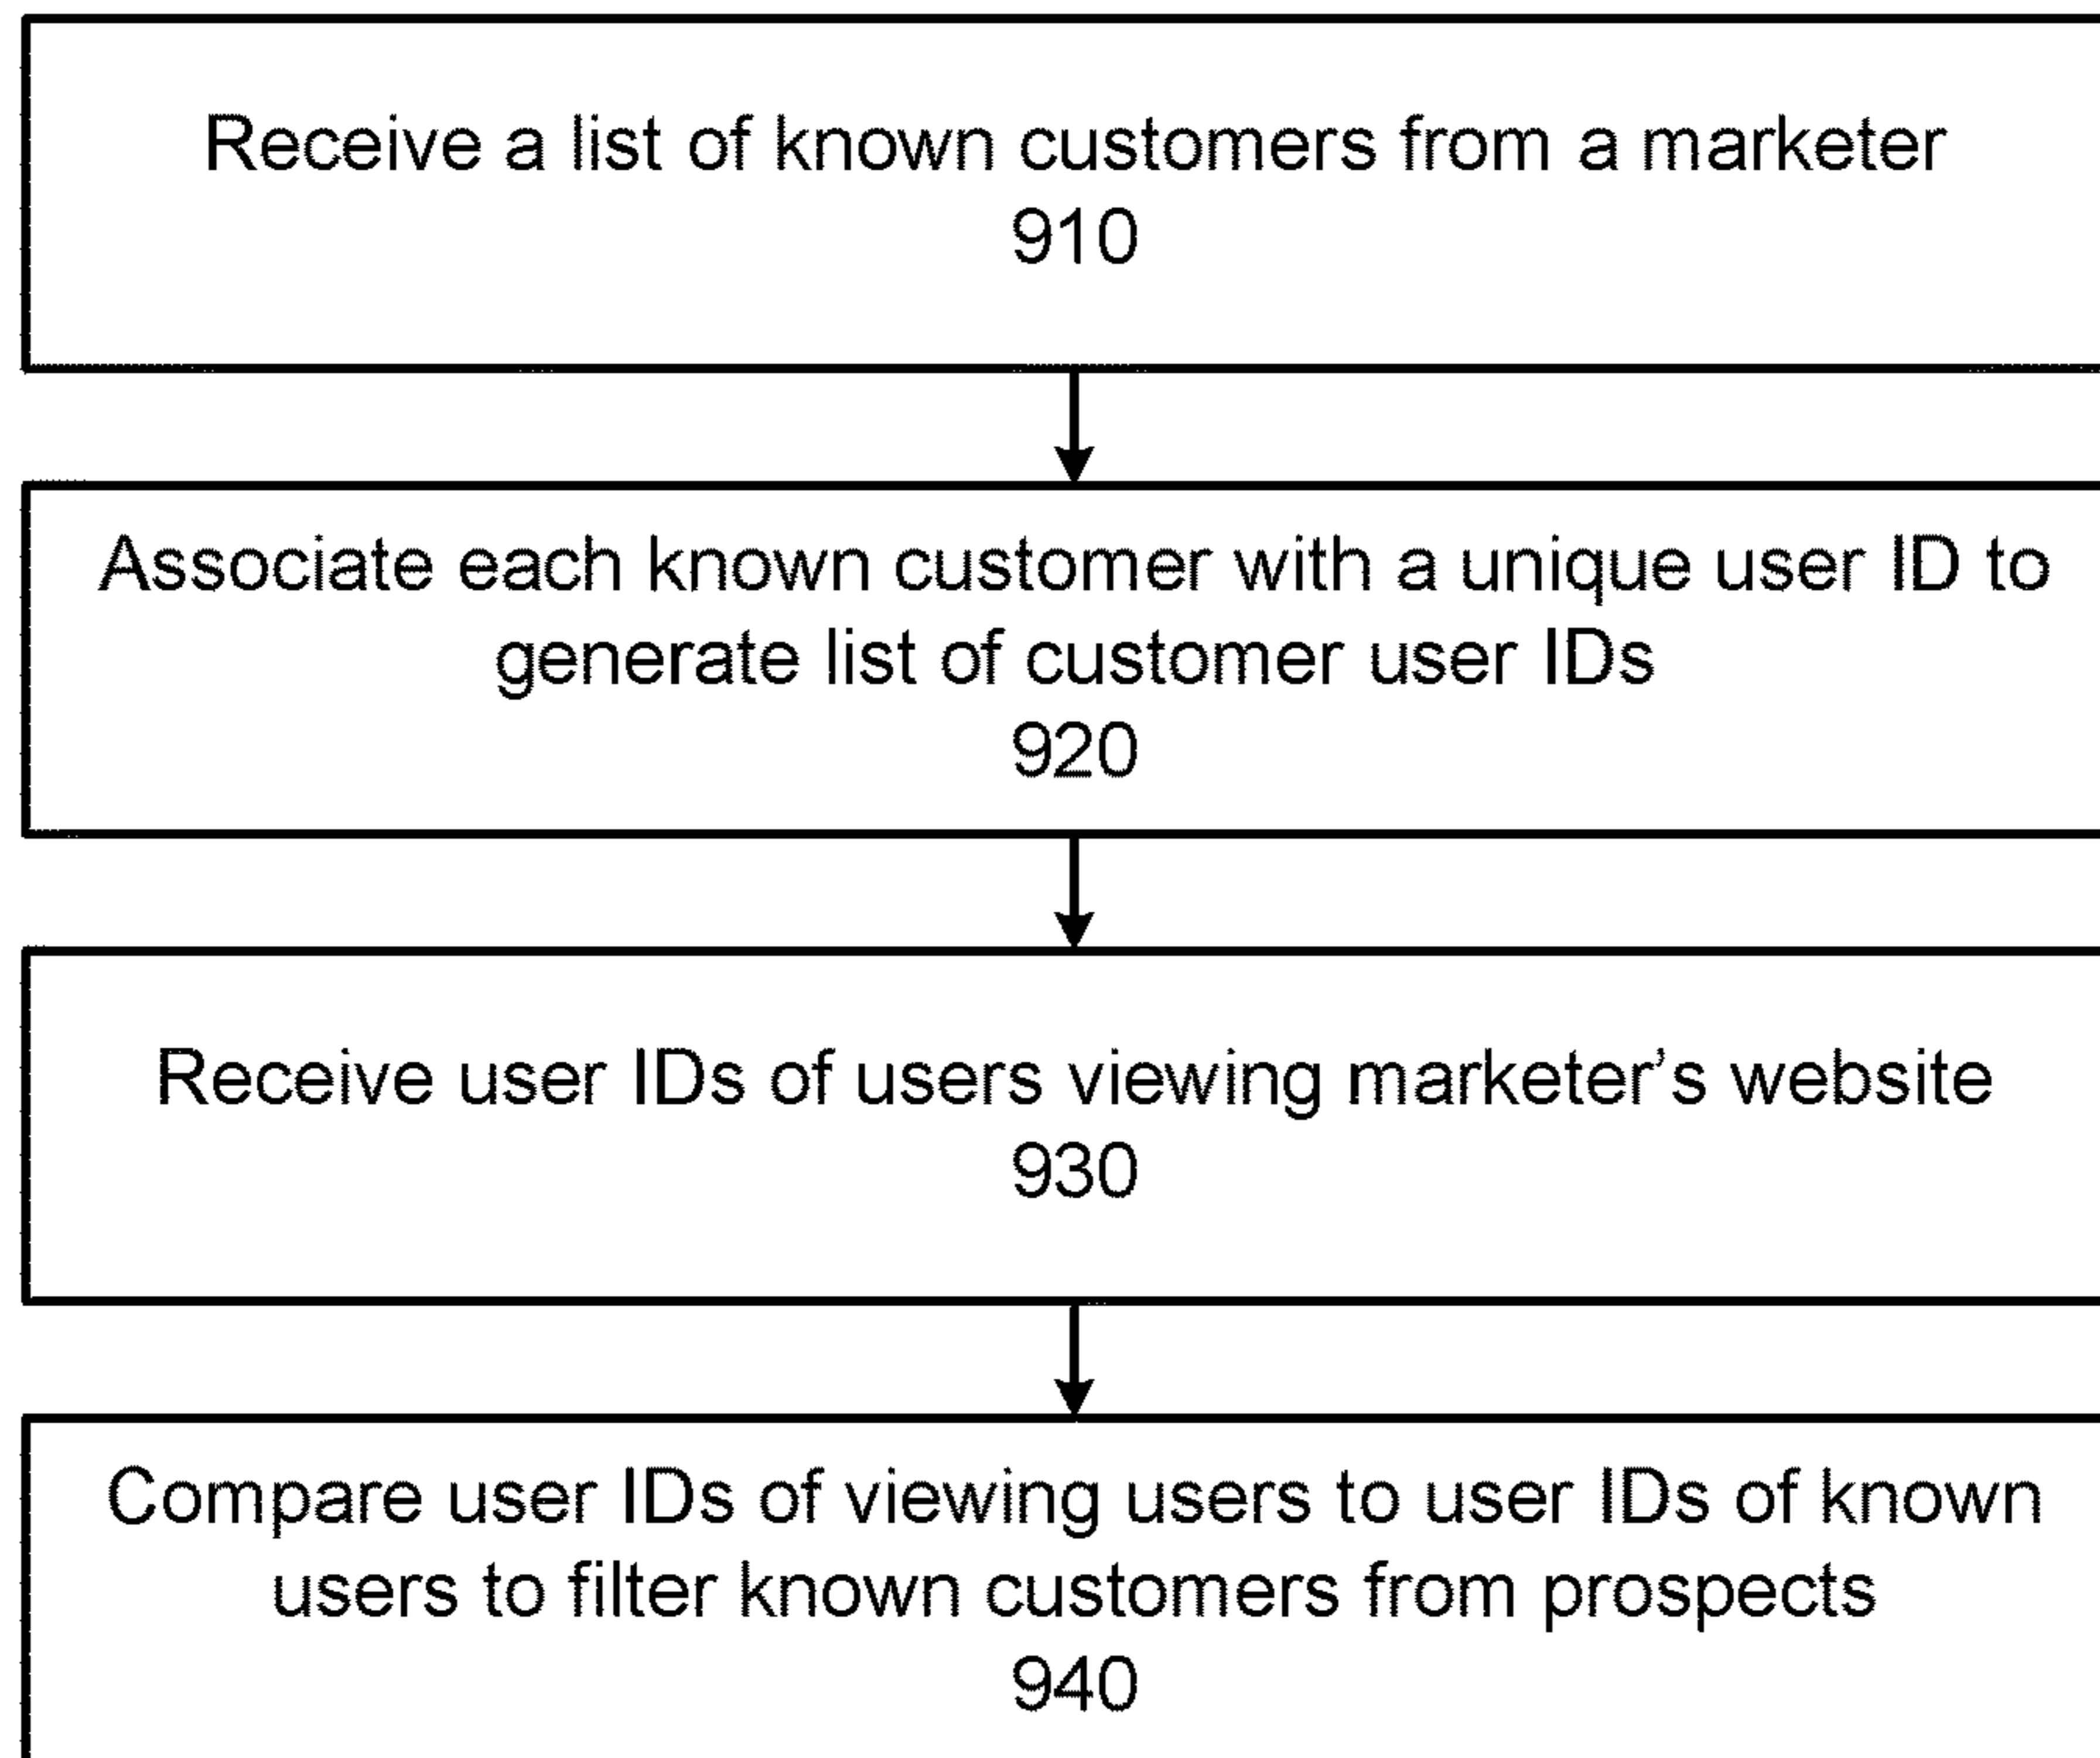 Receive a list of known customers from a marketer
910
Associate each known customer with a unique user ID to
generate list of customer user IDs
920
Receive user IDs of users viewing marketer’s website
930
Compare user IDs of viewing users to user IDs of known
users to filter known customers from prospects
940